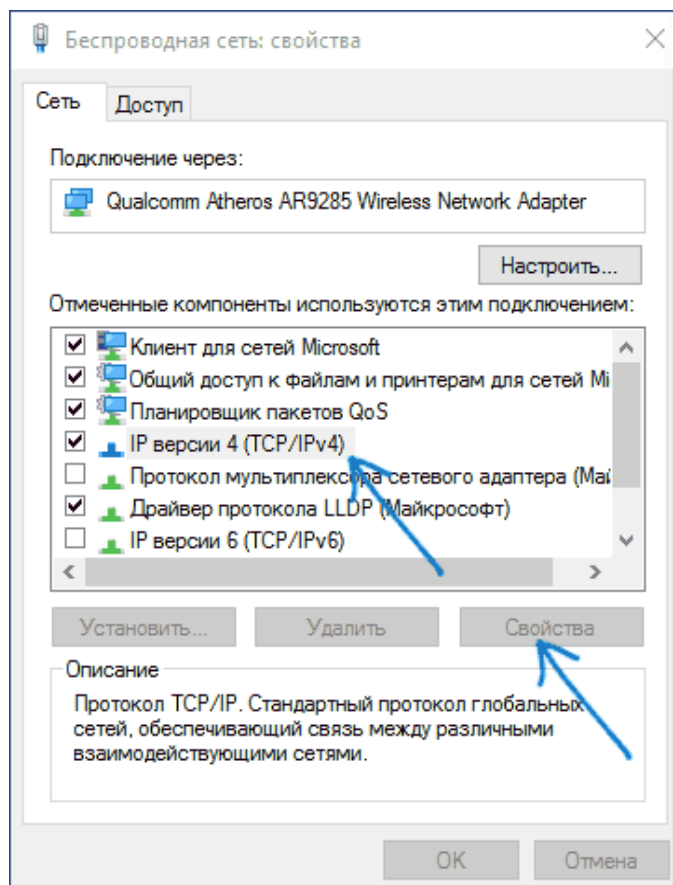 Беспроводная сеть: свойства
Сеть
Доступ
Подключение через:
Qualcomm Atheros AR9285 Wireless Network Adapter
Настроить...
Отмеченные компоненты используются этим подключением:
Клиент для сетей Microsoft
Общий доступ к файлам и принтерам для сетей Mi
Планировщик пакетов QoS
IP версии 4 (TCP/IPv4)
Протокол мультиплексора сетевого адаптера (Май
Драйвер протокола LLDP (Майкрософт)
IP версии 6 (TCP/IPv6)
Установить...
Удалить
Свойства
Описание
Протокол TCP/IP. Стандартный протокол глобальных
сетей, обеспечивающий связь между различными
взаимодействующими сетями.
OK
Отмена